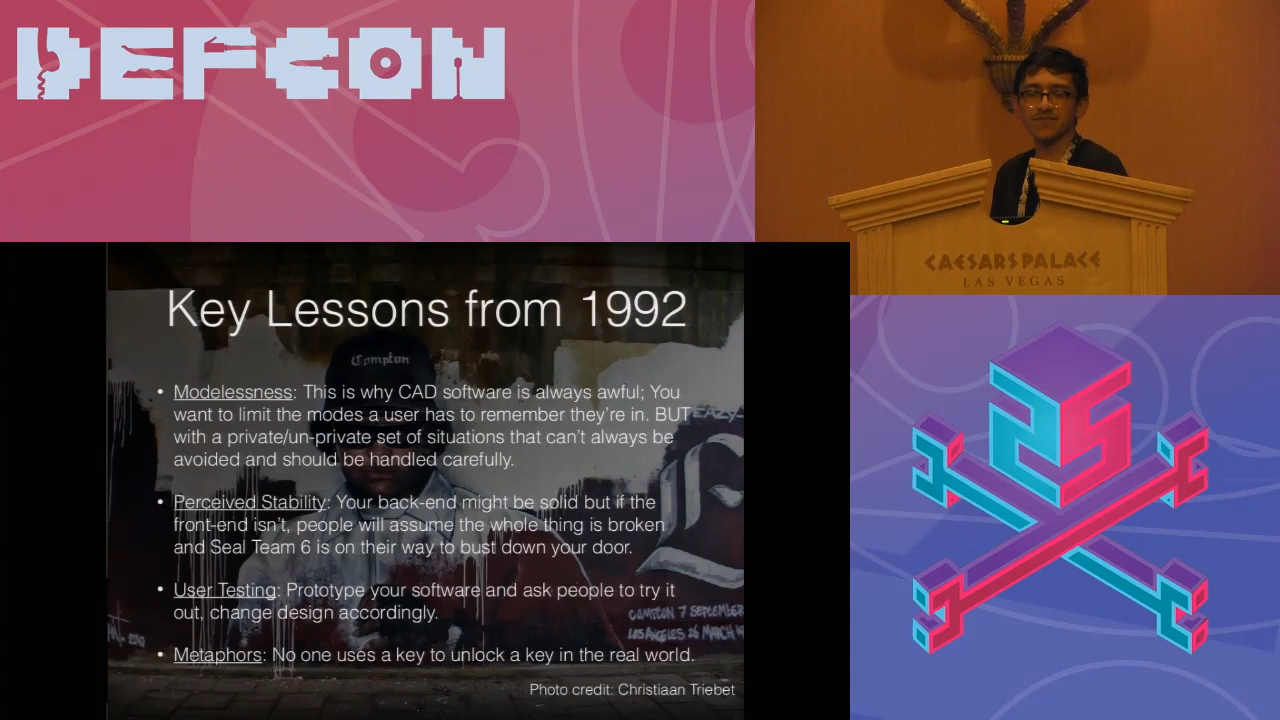 DEFCON
CAESARS PALACE
LAS VEGAS
Key Lessons from 1992
Compton
• Modelessness: This is why CAD software is always awful; You
want to limit the modes a user has to remember they're in. BUT
with a private/un-private set of situations that can't always be
avoided and should be handled carefully.
EAZY-
• Perceived Stability: Your back-end might be solid but if the
front-end isn't, people will assume the whole thing is broken
and Seal Team 6 is on their way to bust down your door.
• User Testing: Prototype your software and ask people to try it
out, change design accordingly.
COMPTON 7 SEPTEMBER
LOS ANGELES 26 MARCH
• Metaphors: No one uses a key to unlock a key in the real world.
Photo credit: Christiaan Triebet
25